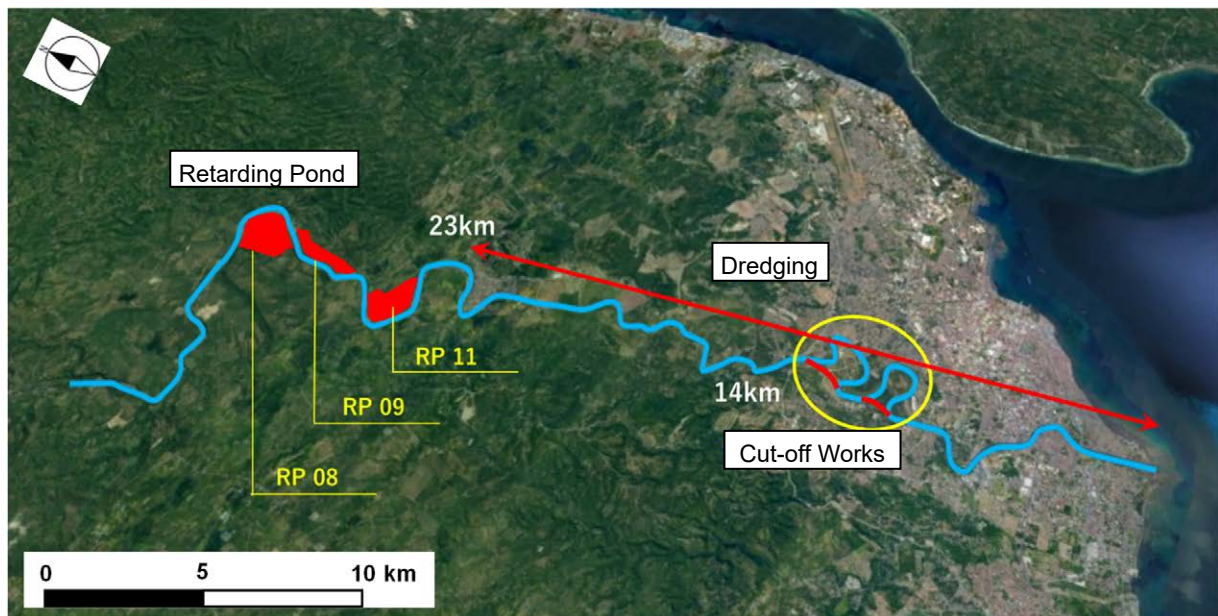 N
Retarding Pond
23km
Dredging
RP 11
14km
RP 09
Cut-off Works
RP 08
0 5 10 km